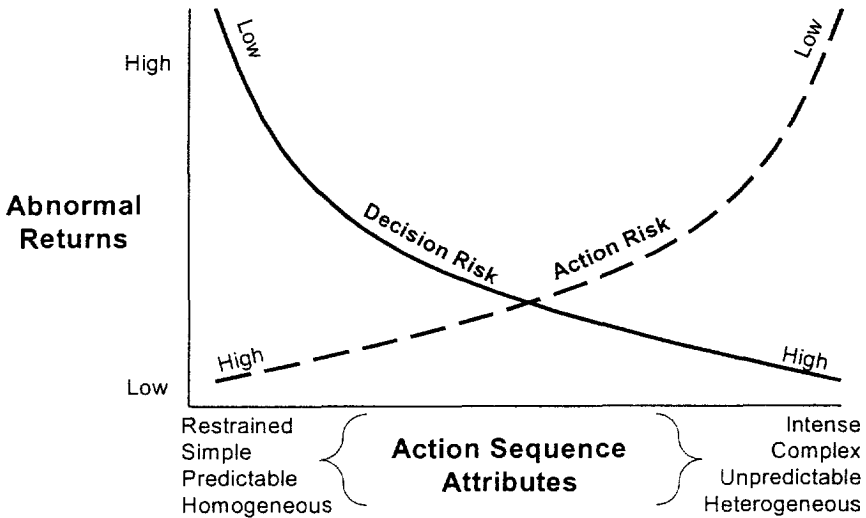 High
Low
Low
Abnormal
Returns
Decision Risk
Action Risk
High
High
Low
Restrained
Simple
Predictable
Homogeneous
Action Sequence
Attributes
Intense
Complex
Unpredictable
Heterogeneous